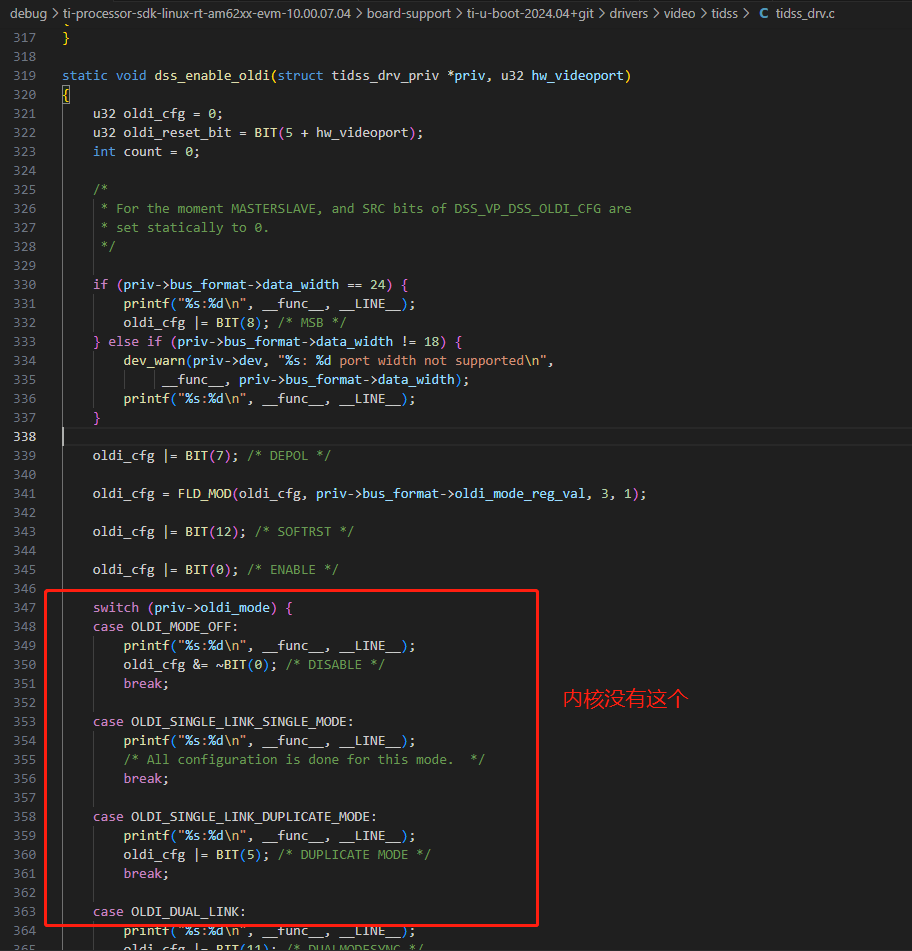 debug > ti-processor-sdk-linux-rt-am62xx-evm-10.00.07.04 > board-support > ti-u-boot-2024.04+git > drivers > video > tidss > C tidss_drv.c
317 }
318
319 static void dss_enable_oldi(struct tidss_drv_priv *priv, u32 hw_videoport)
320 {
321 u32 oldi_cfg = 0;
322 u32 oldi_reset_bit = BIT(5 + hw_videoport);
323 int count = 0;
324
325 /*
326 * For the moment MASTERSLAVE, and SRC bits of DSS_VP_DSS_OLDI_CFG are
327 * set statically to 0.
328 */
329
330 if (priv->bus_format->data_width == 24) {
331 printf("%s:%d\n", __func__, __LINE__);
332 oldi_cfg |= BIT(8); /* MSB */
333 } else if (priv->bus_format->data_width != 18) {
334 dev_warn(priv->dev, "%s: %d port width not supported\n",
335 __func__, priv->bus_format->data_width);
336 printf("%s:%d\n", __func__, __LINE__);
337 }
338
339 oldi_cfg |= BIT(7); /* DEPOL */
340
341 oldi_cfg = FLD_MOD(oldi_cfg, priv->bus_format->oldi_mode_reg_val, 3, 1);
342
343 oldi_cfg |= BIT(12); /* SOFTRST */
344
345 oldi_cfg |= BIT(0); /* ENABLE */
346
347 switch (priv->oldi_mode) {
348 case OLDI_MODE_OFF:
349 printf("%s:%d\n", __func__, __LINE__);
350 oldi_cfg &= ~BIT(0); /* DISABLE */
351 break;
352
内核没有这个
353 case OLDI_SINGLE_LINK_SINGLE_MODE:
354 printf("%s:%d\n", __func__, __LINE__);
355 /* All configuration is done for this mode.  */
356 break;
357
358 case OLDI_SINGLE_LINK_DUPLICATE_MODE:
359 printf("%s:%d\n", __func__, __LINE__);
360 oldi_cfg |= BIT(5); /* DUPLICATE MODE */
361 break;
362
363 case OLDI_DUAL_LINK:
364 printf("%s:%d\n", __func__, __LINE__);
365 oldi_cfg |= BIT(11); /* DUALMODESYNC */